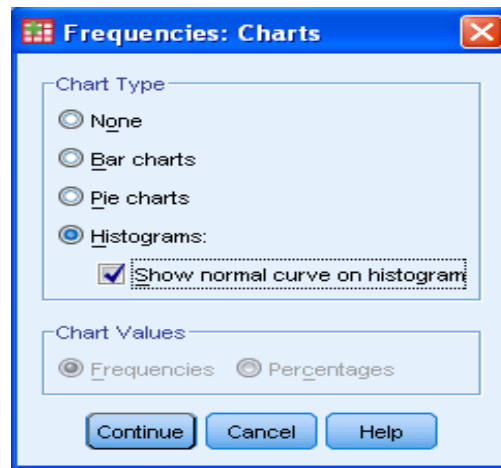 Frequencies: Charts
Chart Type
None
Bar charts
Pie charts
Histograms:
Show normal curve on histogram
Chart Values
Frequencies Percentages
Continue Cancel Help